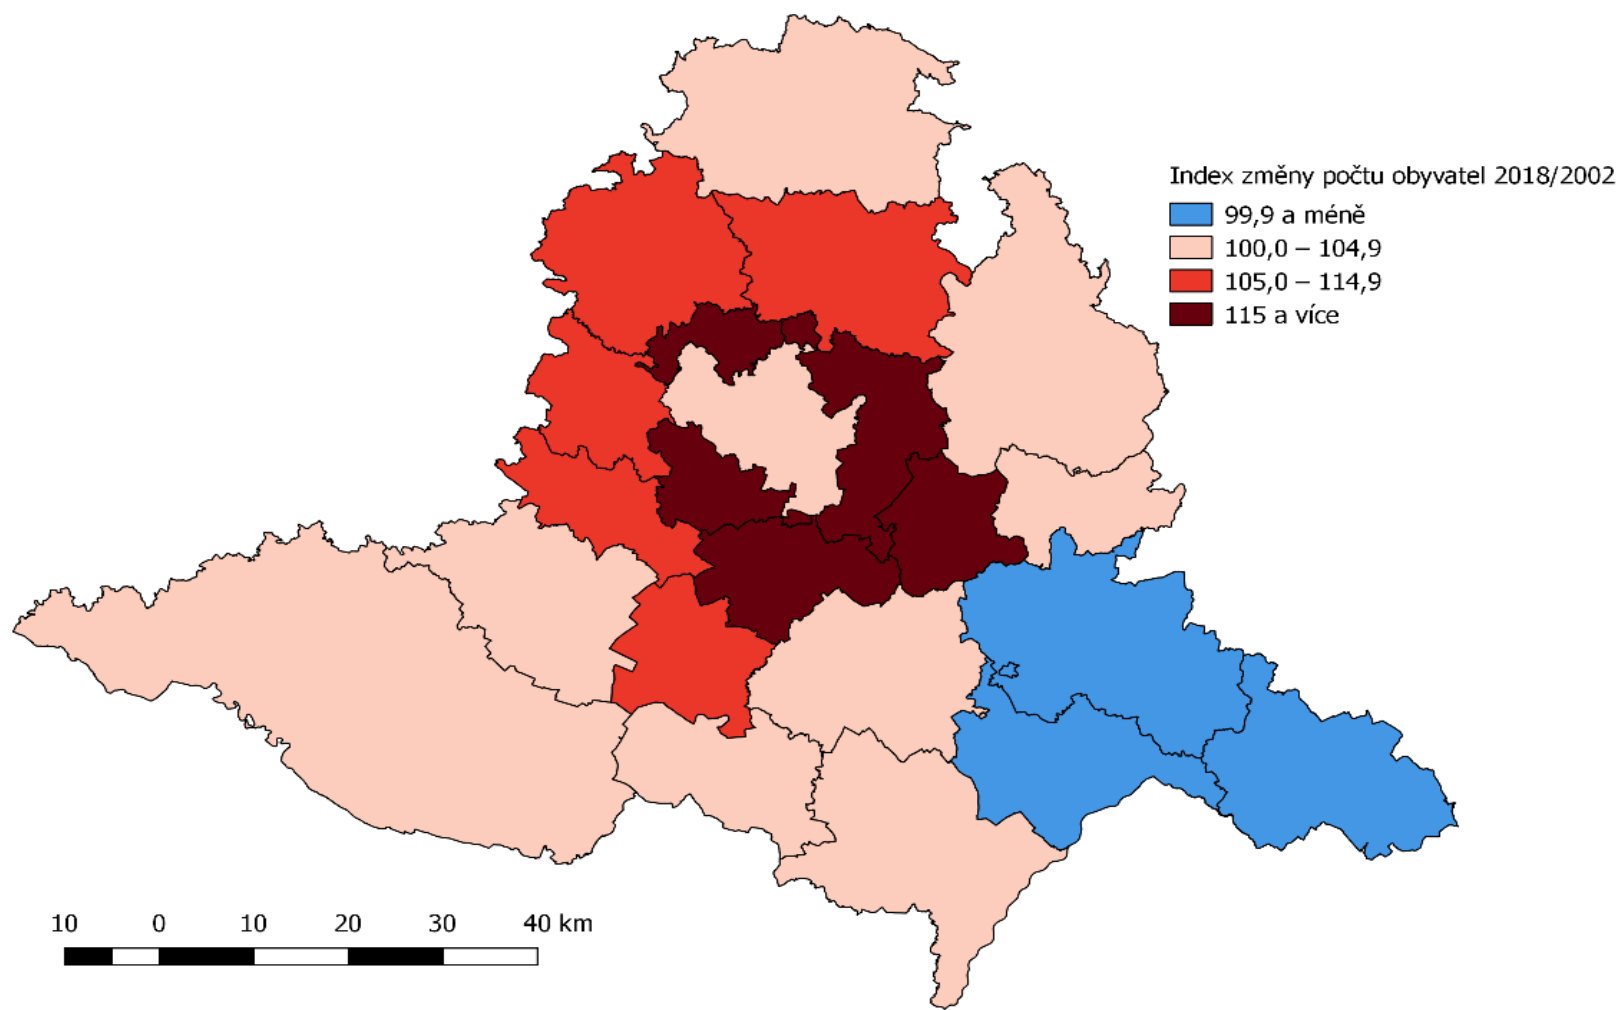 Index změny počtu obyvatel 2018/2002
99,9 a méně
100,0 – 104,9
105,0 – 114,9
115 a více
10 0 10 20 30 40 km